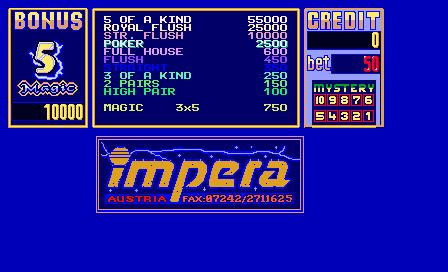 BONUS
5
Magic
10000
5 OF A KIND 55000
ROYAL FLUSH 25000
STR. FLUSH 10000
POKER 2500
FULL HOUSE 600
FLUSH 450
STRAIGHT
3 OF A KIND 250
2 PAIRS 150
HIGH PAIR 100
MAGIC 3x5 750
CREDIT
0
bet 50
MYSTERY
10 9 8 7 6
5 4 3 2 1
impera
AUSTRIA FAX:07242/2711625